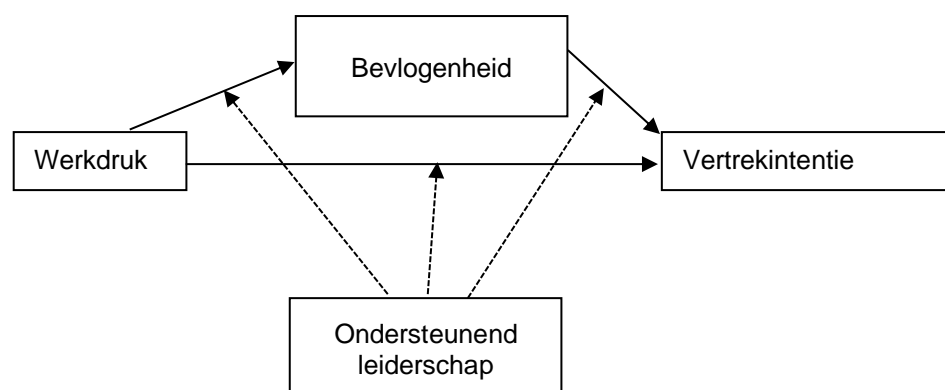 Bevlogenheid
Werkdruk
Vertrekintentie
Ondersteunend
leiderschap